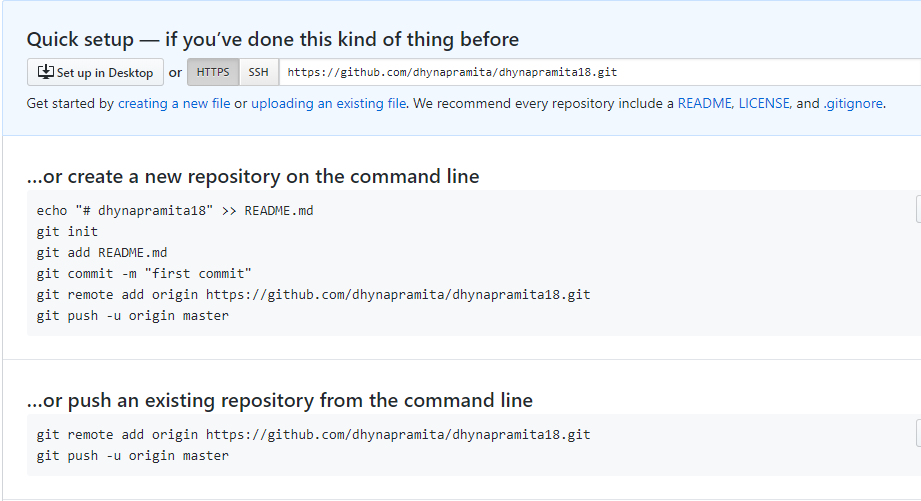 Quick setup — if you’ve done this kind of thing before
Set up in Desktop or HTTPS SSH https://github.com/dhynapramita/dhynapramita18.git
Get started by creating a new file or uploading an existing file. We recommend every repository include a README, LICENSE, and .gitignore.
…or create a new repository on the command line
echo "# dhynapramita18" >> README.md
git init
git add README.md
git commit -m "first commit"
git remote add origin https://github.com/dhynapramita/dhynapramita18.git
git push -u origin master
…or push an existing repository from the command line
git remote add origin https://github.com/dhynapramita/dhynapramita18.git
git push -u origin master